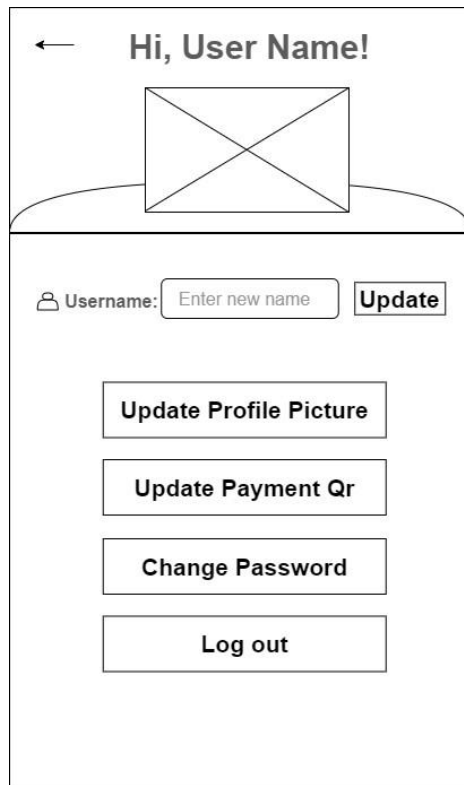 Hi, User Name!
Username: Enter new name Update
Update Profile Picture
Update Payment Qr
Change Password
Log out